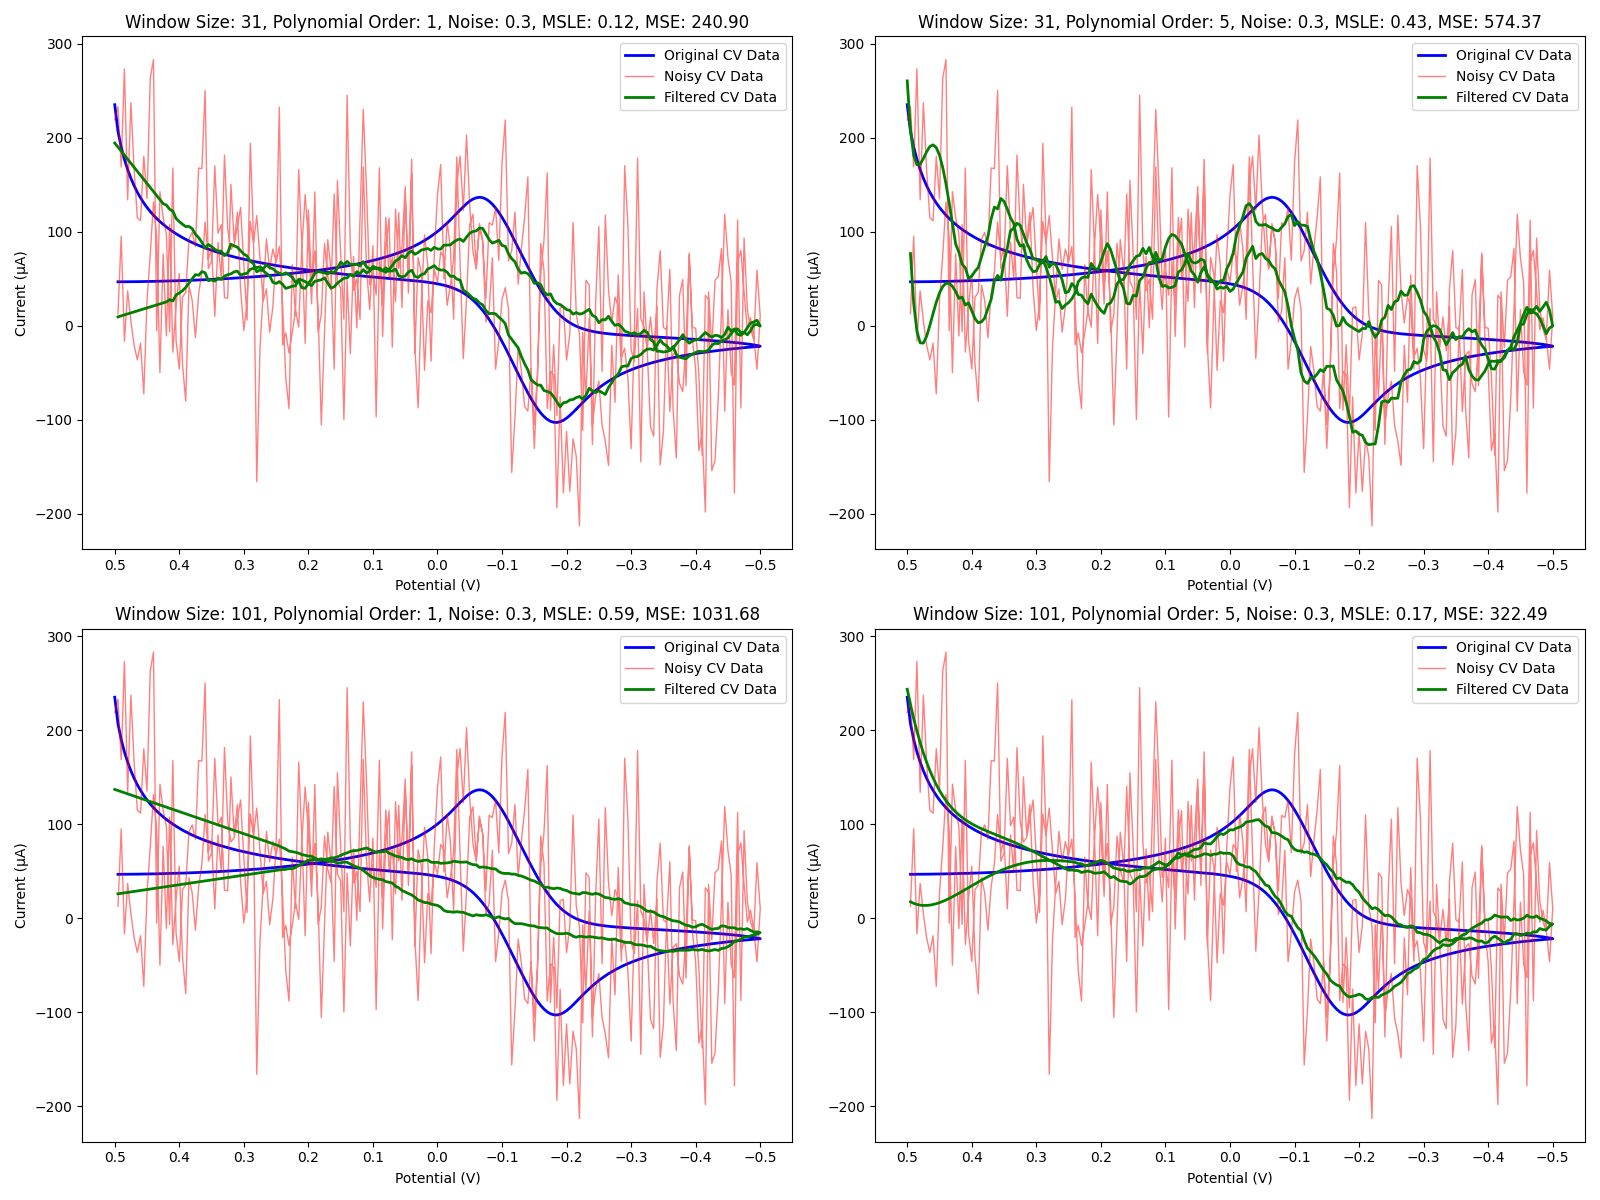 Window Size: 31, Polynomial Order: 1, Noise: 0.3, MSLE: 0.12, MSE: 240.90
Original CV Data
Noisy CV Data
Filtered CV Data
300
200
100
0
−100
−200
Current (μA)
0.5 0.4 0.3 0.2 0.1 0.0 −0.1 −0.2 −0.3 −0.4 −0.5
Potential (V)
Window Size: 31, Polynomial Order: 5, Noise: 0.3, MSLE: 0.43, MSE: 574.37
Original CV Data
Noisy CV Data
Filtered CV Data
300
200
100
0
−100
−200
Current (μA)
0.5 0.4 0.3 0.2 0.1 0.0 −0.1 −0.2 −0.3 −0.4 −0.5
Potential (V)
Window Size: 101, Polynomial Order: 1, Noise: 0.3, MSLE: 0.59, MSE: 1031.68
Original CV Data
Noisy CV Data
Filtered CV Data
300
200
100
0
−100
−200
Current (μA)
0.5 0.4 0.3 0.2 0.1 0.0 −0.1 −0.2 −0.3 −0.4 −0.5
Potential (V)
Window Size: 101, Polynomial Order: 5, Noise: 0.3, MSLE: 0.17, MSE: 322.49
Original CV Data
Noisy CV Data
Filtered CV Data
300
200
100
0
−100
−200
Current (μA)
0.5 0.4 0.3 0.2 0.1 0.0 −0.1 −0.2 −0.3 −0.4 −0.5
Potential (V)